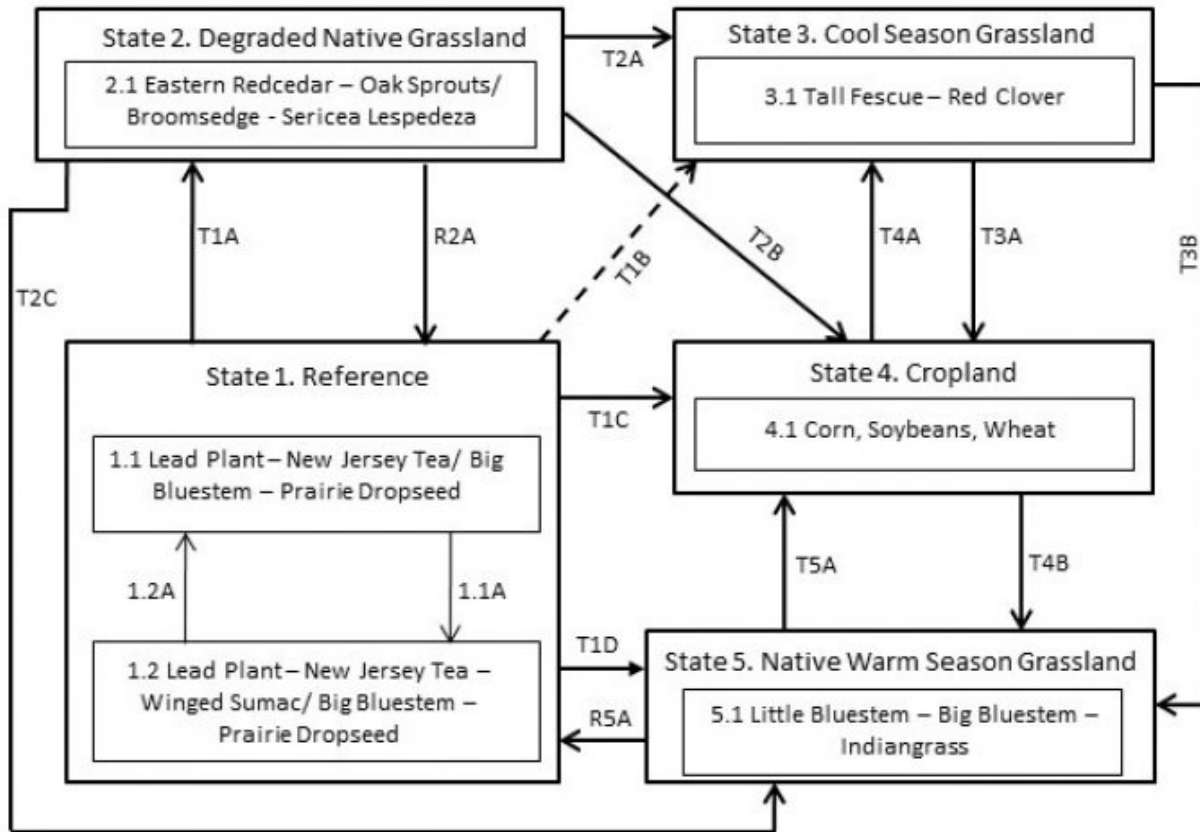 State 2. Degraded Native Grassland
2.1 Eastern Redcedar – Oak Sprouts/
Broomsedge - Sericea Lespedeza
T2A
State 3. Cool Season Grassland
3.1 Tall Fescue – Red Clover
T1A
R2A
T1B
T2B
T4A
T3A
T3B
T2C
State 1. Reference
1.1 Lead Plant – New Jersey Tea/ Big
Bluestem – Prairie Dropseed
1.2A
1.1A
1.2 Lead Plant – New Jersey Tea –
Winged Sumac/ Big Bluestem –
Prairie Dropseed
T1C
State 4. Cropland
4.1 Corn, Soybeans, Wheat
T5A
T4B
T1D
R5A
State 5. Native Warm Season Grassland
5.1 Little Bluestem – Big Bluestem –
Indiangrass